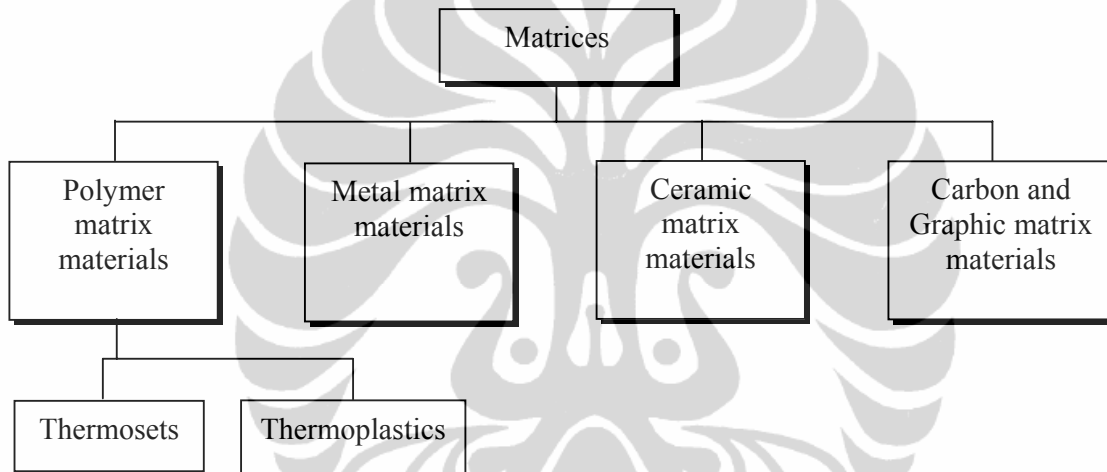 Matrices
Polymer
matrix
materials
Metal matrix
materials
Ceramic
matrix
materials
Carbon and
Graphic matrix
materials
Thermosets
Thermoplastics